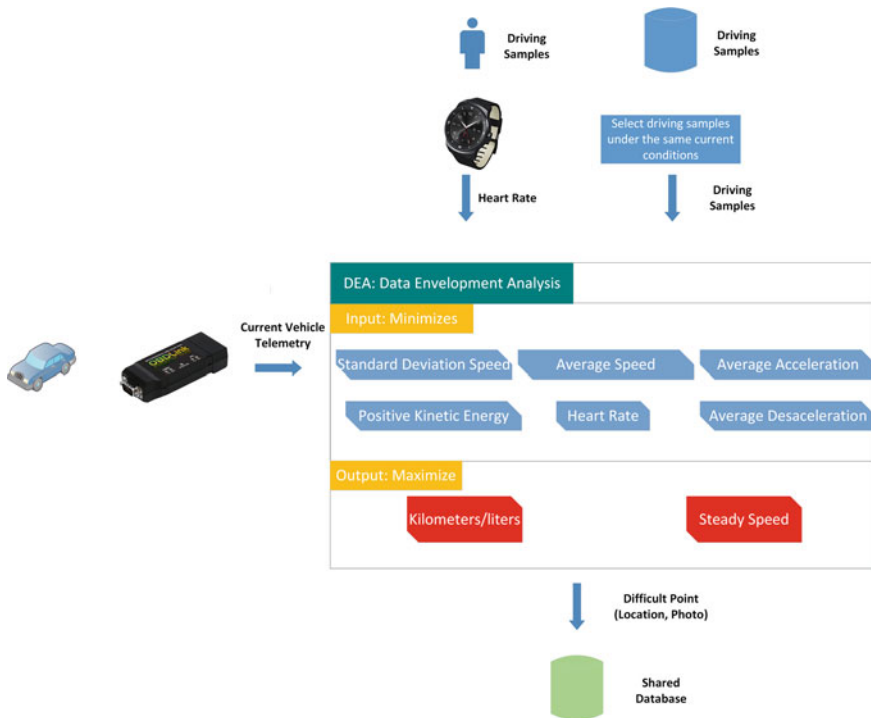 Driving
Samples
Driving
Samples
Select driving samples
under the same current
conditions
Heart Rate
Driving
Samples
DEA: Data Envelopment Analysis
Input: Minimizes
Current Vehicle
Telemetry
OBDLink
Standard Deviation Speed
Average Speed
Average Acceleration
Positive Kinetic Energy
Heart Rate
Average Desaceleration
Output: Maximize
Kilometers/liters
Steady Speed
Difficult Point
(Location, Photo)
Shared
Database